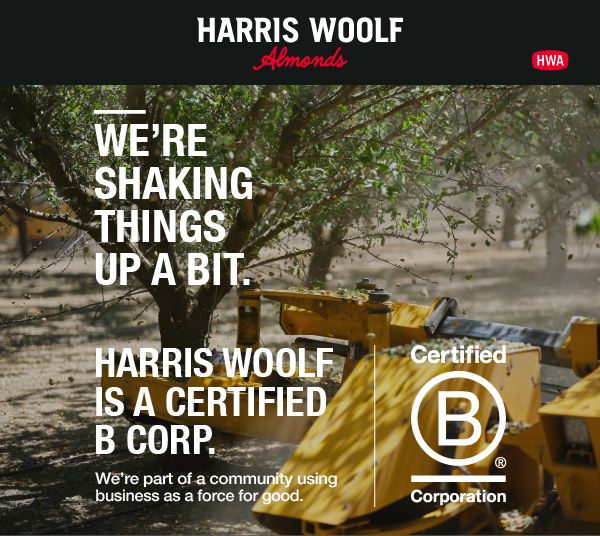 HARRIS WOOLF
Almonds
HWA
WE’RE
SHAKING
THINGS
UP A BIT.
HARRIS WOOLF
IS A CERTIFIED
B CORP.
We’re part of a community using
business as a force for good.
Certified
B
®
Corporation